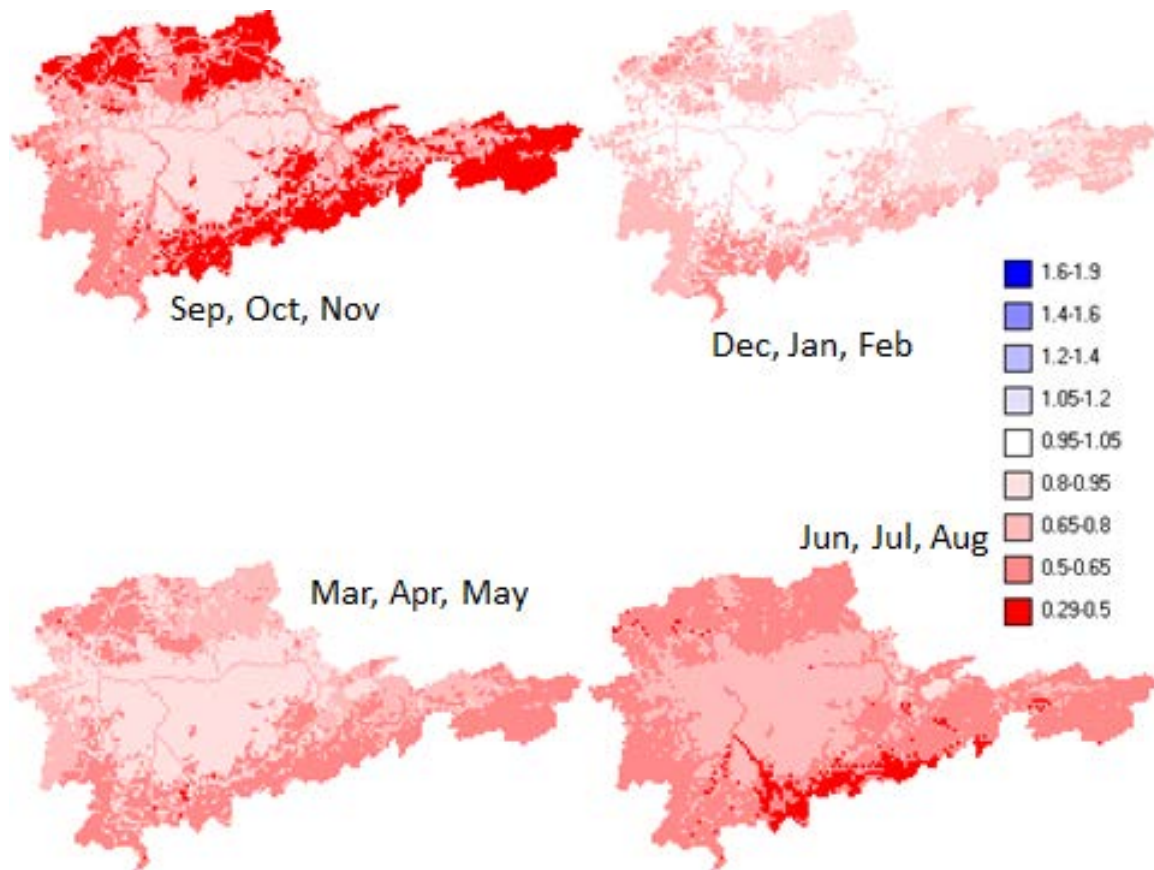 Sep, Oct, Nov
Dec, Jan, Feb
1.6-1.9
1.4-1.6
1.2-1.4
1.05-1.2
0.95-1.05
0.8-0.95
0.65-0.8
0.5-0.65
0.29-0.5
Mar, Apr, May
Jun, Jul, Aug